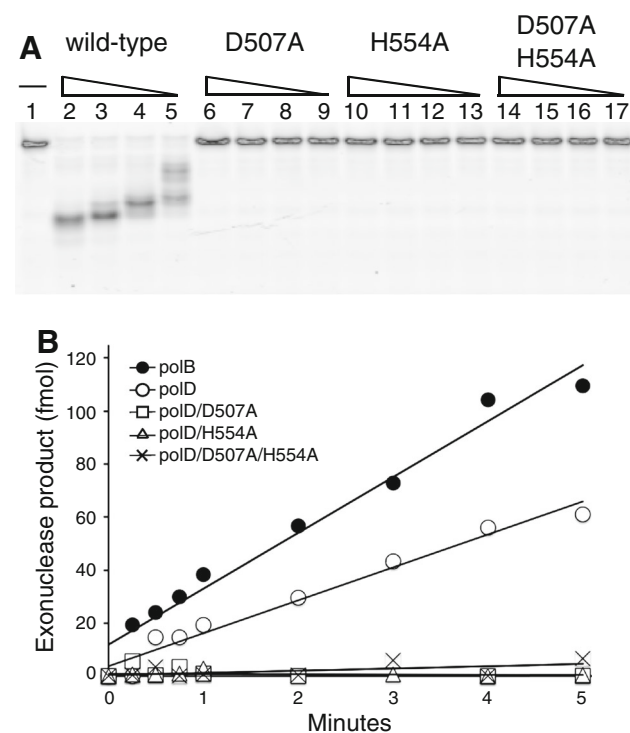 A
wild-type D507A H554A D507A H554A
— 1 2 3 4 5 6 7 8 9 10 11 12 13 14 15 16 17
B
Exonuclease product (fmol)
120
100
80
60
40
20
0
polB
polD
polD/D507A
polD/H554A
polD/D507A/H554A
0 1 2 3 4 5
Minutes